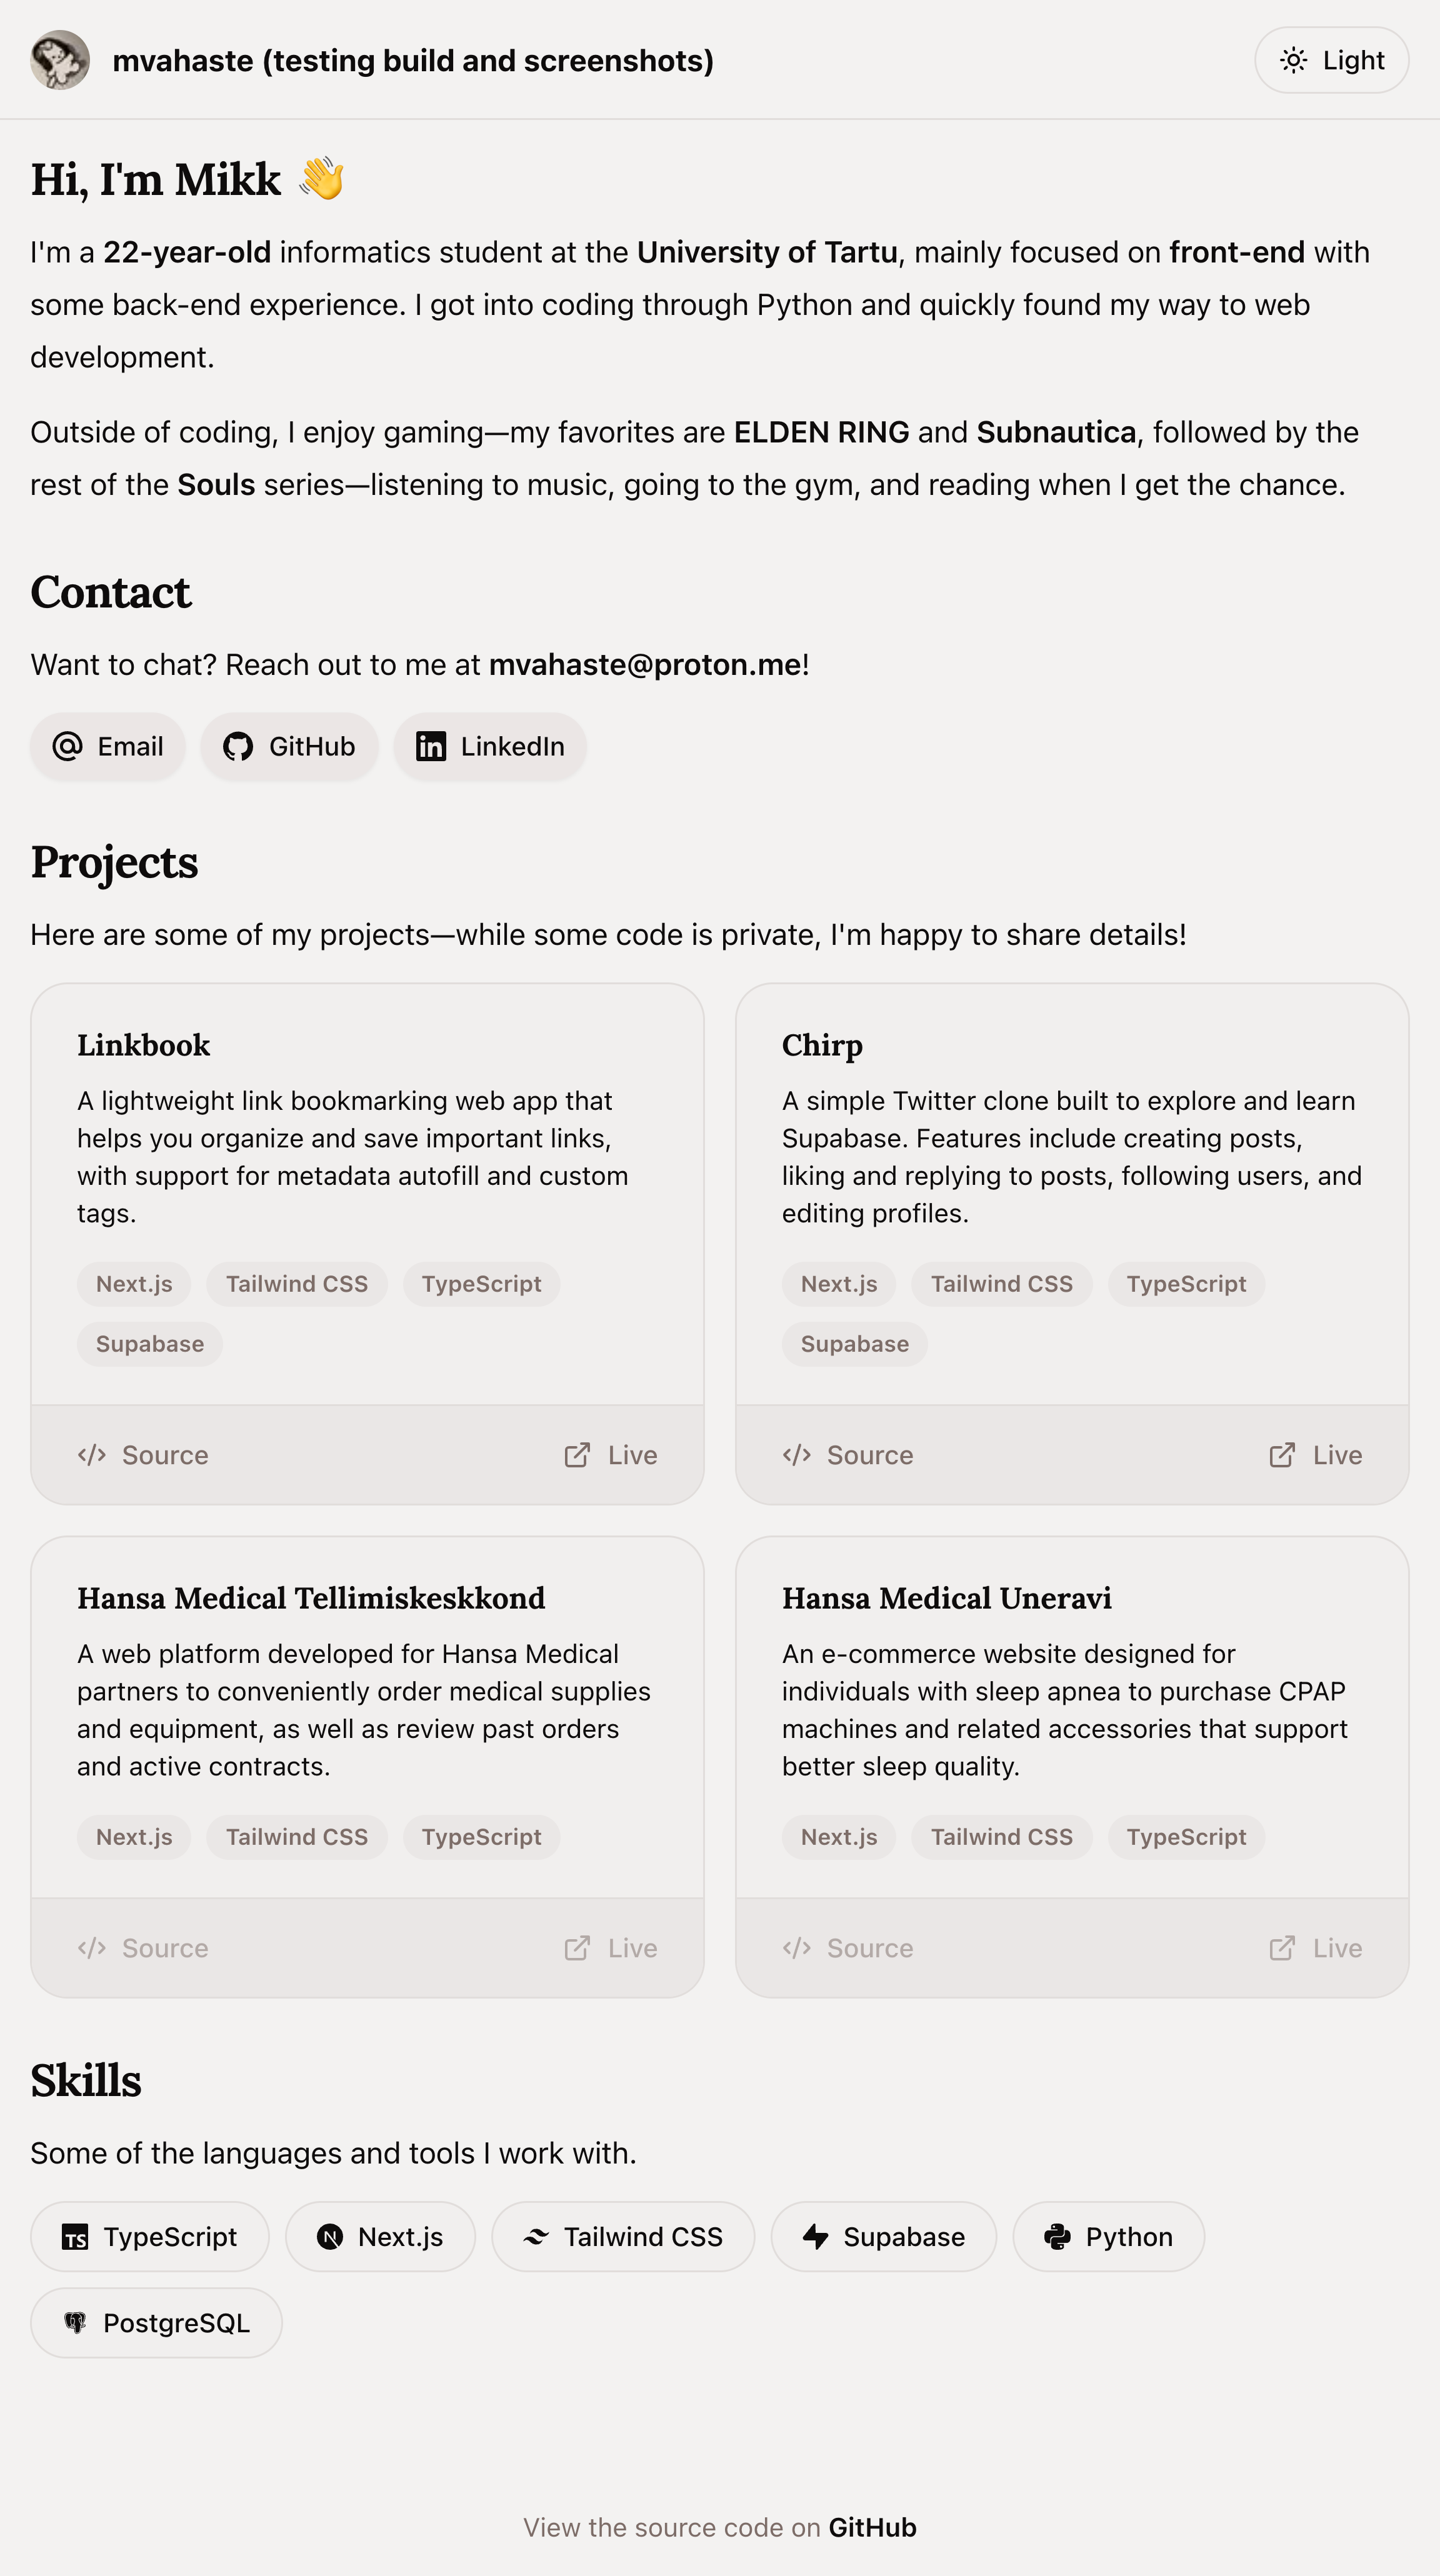 mvahaste (testing build and screenshots)
Light
Hi, I'm Mikk 👋
I'm a 22-year-old informatics student at the University of Tartu, mainly focused on front-end with
some back-end experience. I got into coding through Python and quickly found my way to web
development.
Outside of coding, I enjoy gaming—my favorites are ELDEN RING and Subnautica, followed by the
rest of the Souls series—listening to music, going to the gym, and reading when I get the chance.
Contact
Want to chat? Reach out to me at mvahaste@proton.me!
Email
GitHub
LinkedIn
Projects
Here are some of my projects—while some code is private, I'm happy to share details!
Linkbook
A lightweight link bookmarking web app that
helps you organize and save important links,
with support for metadata autofill and custom
tags.
Next.js
Tailwind CSS
TypeScript
Supabase
Source
Live
Chirp
A simple Twitter clone built to explore and learn
Supabase. Features include creating posts,
liking and replying to posts, following users, and
editing profiles.
Next.js
Tailwind CSS
TypeScript
Supabase
Source
Live
Hansa Medical Tellimiskeskkond
A web platform developed for Hansa Medical
partners to conveniently order medical supplies
and equipment, as well as review past orders
and active contracts.
Next.js
Tailwind CSS
TypeScript
Source
Live
Hansa Medical Uneravi
An e-commerce website designed for
individuals with sleep apnea to purchase CPAP
machines and related accessories that support
better sleep quality.
Next.js
Tailwind CSS
TypeScript
Source
Live
Skills
Some of the languages and tools I work with.
TS TypeScript
N Next.js
Tailwind CSS
Supabase
Python
PostgreSQL
View the source code on GitHub